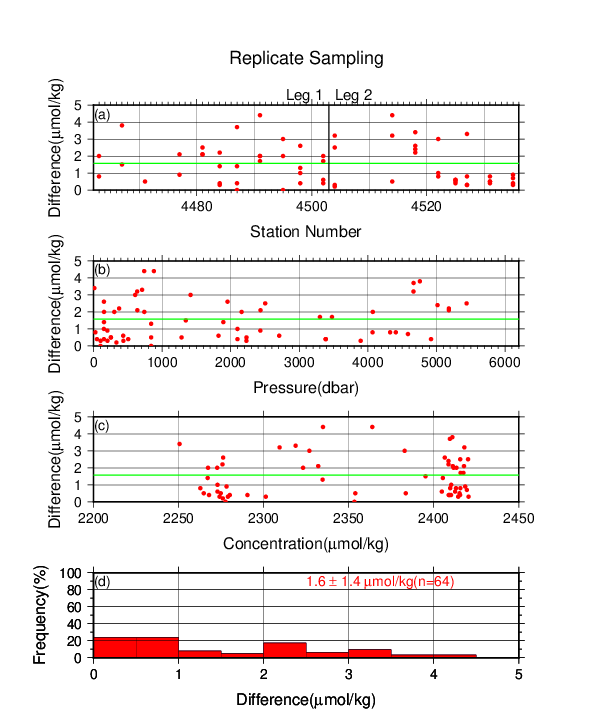 Replicate Sampling
Leg 1 Leg 2
(a)
Difference(μmol/kg)
5
4
3
2
1
0
4480 4500 4520
Station Number
(b)
Difference(μmol/kg)
5
4
3
2
1
0
0 1000 2000 3000 4000 5000 6000
Pressure(dbar)
(c)
Difference(μmol/kg)
5
4
3
2
1
0
2200 2250 2300 2350 2400 2450
Concentration(μmol/kg)
(d)
1.6 ± 1.4 μmol/kg(n=64)
Frequency(%)
100
80
60
40
20
0
0 1 2 3 4 5
Difference(μmol/kg)